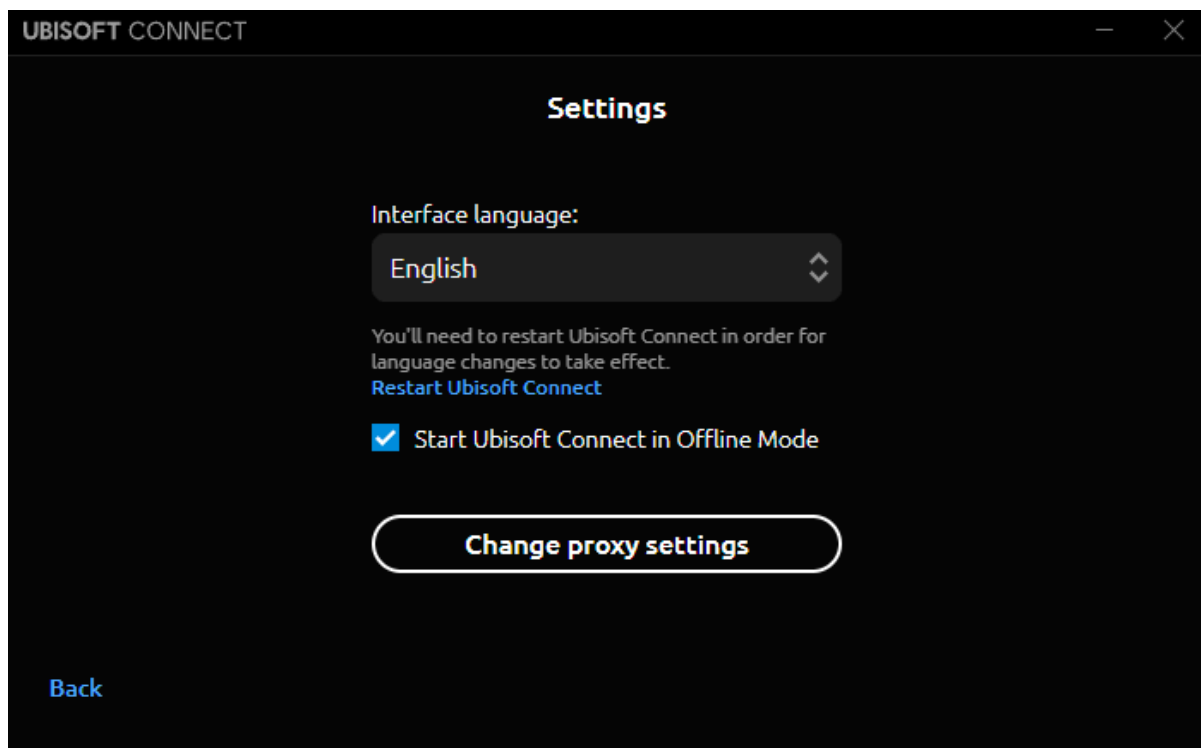 UBISOFT CONNECT
Settings
Interface language:
English
You'll need to restart Ubisoft Connect in order for
language changes to take effect.
Restart Ubisoft Connect
Start Ubisoft Connect in Offline Mode
Change proxy settings
Back